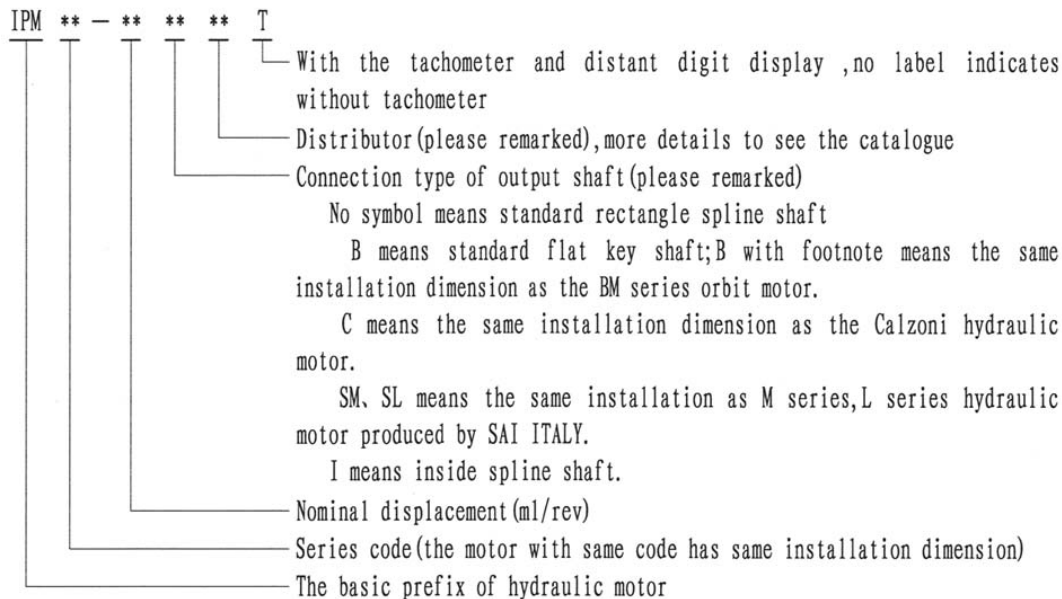 IPM ** — ** ** ** T
With the tachometer and distant digit display ,no label indicates
without tachometer
Distributor(please remarked),more details to see the catalogue
Connection type of output shaft(please remarked)
No symbol means standard rectangle spline shaft
B means standard flat key shaft;B with footnote means the same
installation dimension as the BM series orbit motor.
C means the same installation dimension as the Calzoni hydraulic
motor.
SM、SL means the same installation as M series,L series hydraulic
motor produced by SAI ITALY.
I means inside spline shaft.
Nominal displacement(ml/rev)
Series code(the motor with same code has same installation dimension)
The basic prefix of hydraulic motor